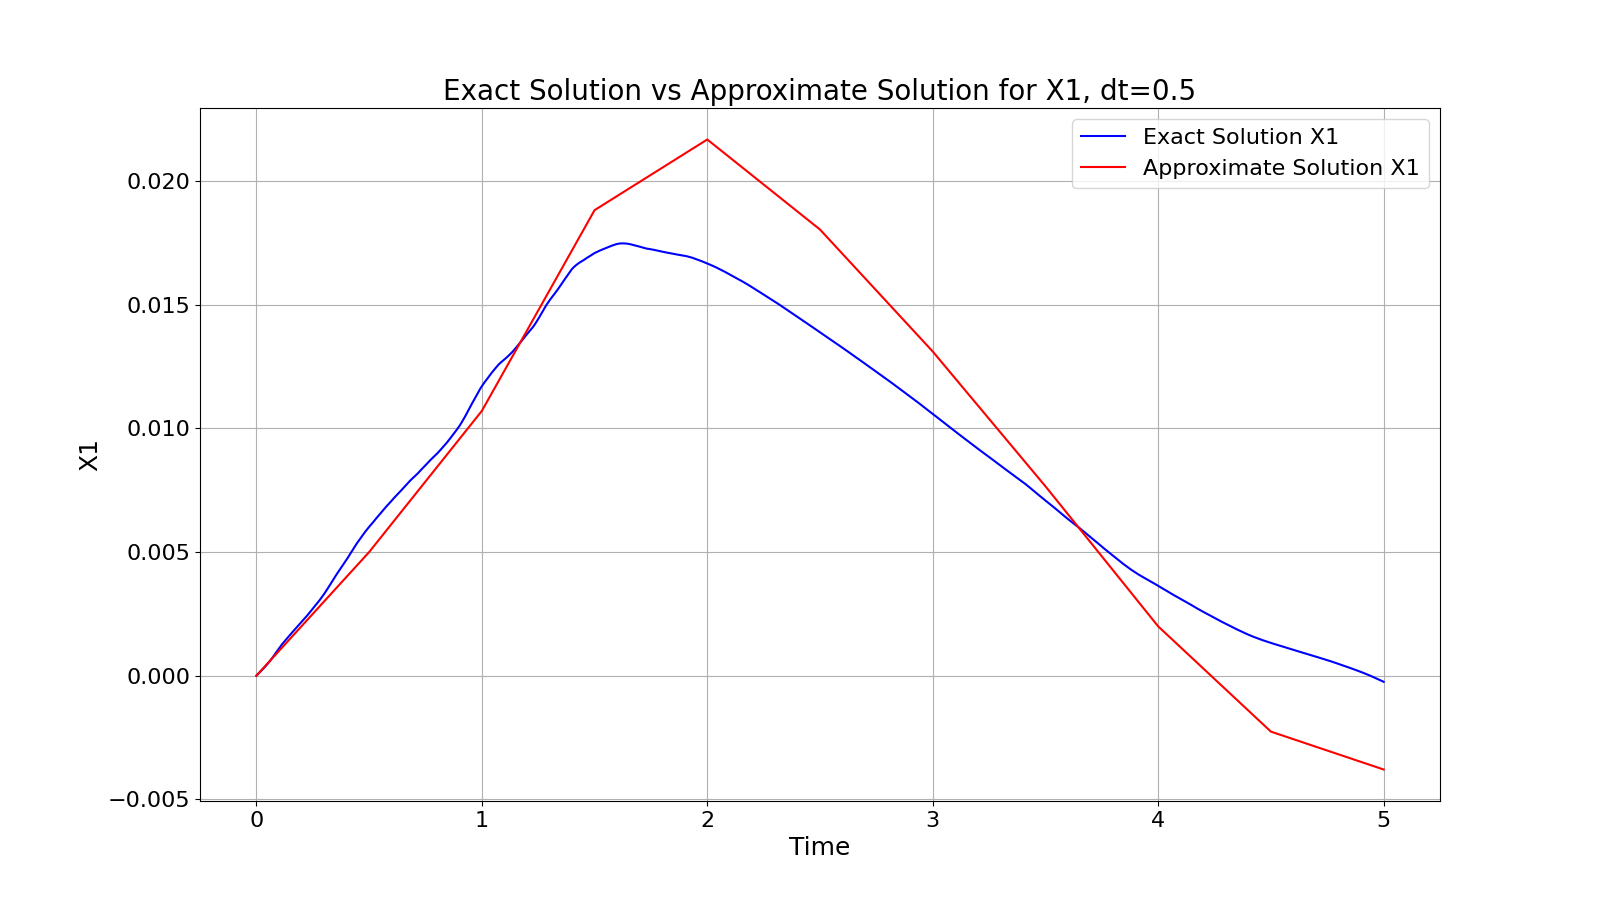 Exact Solution vs Approximate Solution for X1, dt=0.5
Exact Solution X1
Approximate Solution X1
0.020
0.015
0.010
0.005
0.000
−0.005
X1
0 1 2 3 4 5
Time